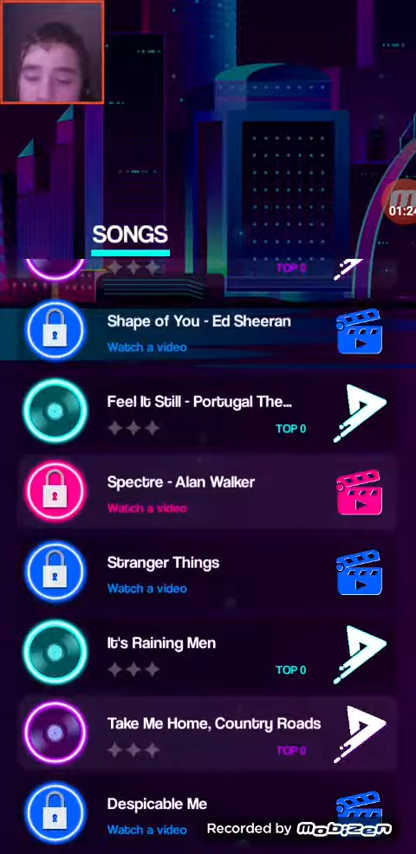 01:24
SONGS
TOP 0
Shape of You - Ed Sheeran
Watch a video
Feel It Still - Portugal The...
TOP 0
Spectre - Alan Walker
Watch a video
Stranger Things
Watch a video
It's Raining Men
TOP 0
Take Me Home, Country Roads
TOP 0
Despicable Me
Watch a video
Recorded by Mobizen